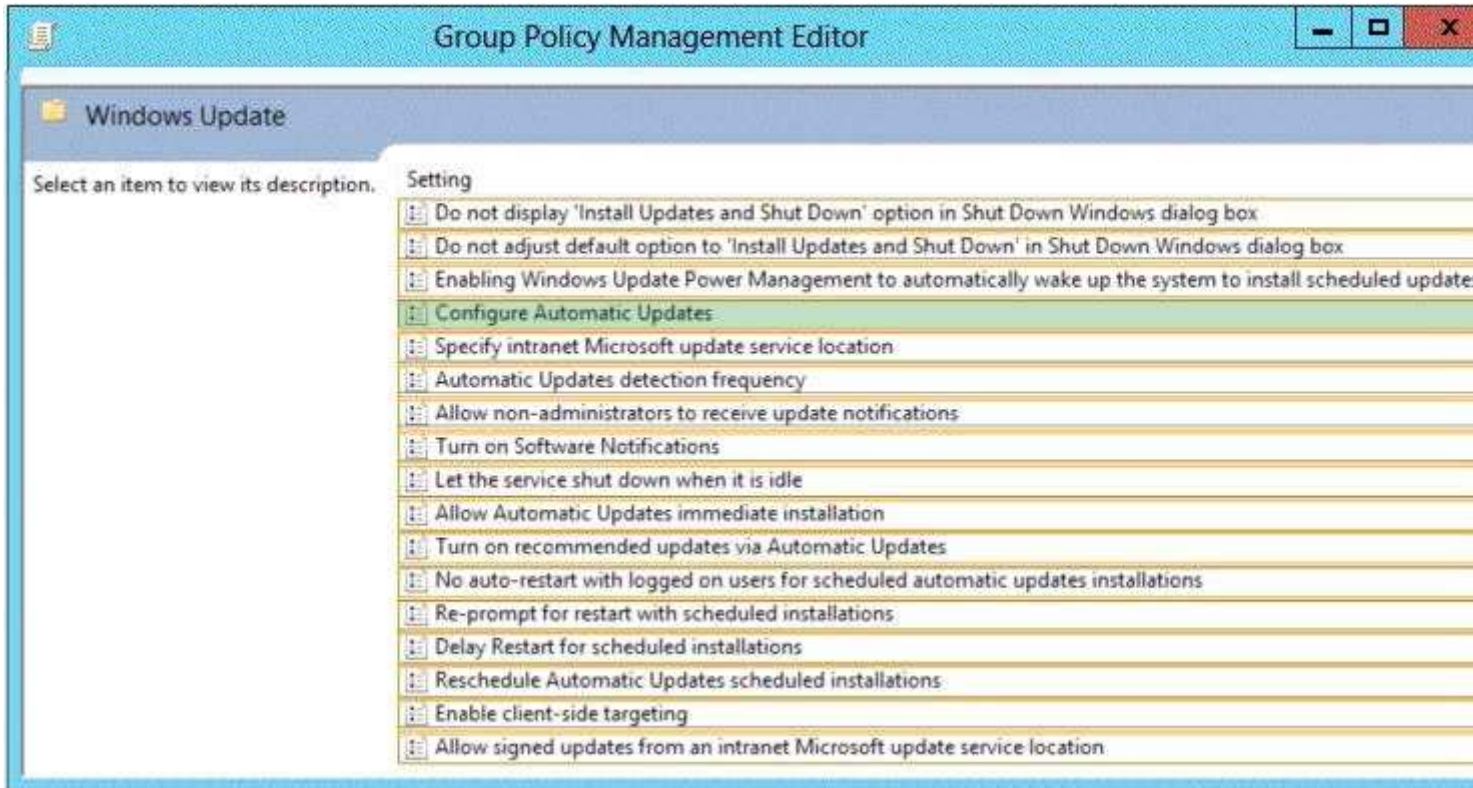 Group Policy Management Editor
Windows Update
Select an item to view its description.
Setting
Do not display 'Install Updates and Shut Down' option in Shut Down Windows dialog box
Do not adjust default option to 'Install Updates and Shut Down' in Shut Down Windows dialog box
Enabling Windows Update Power Management to automatically wake up the system to install scheduled updates
Configure Automatic Updates
Specify intranet Microsoft update service location
Automatic Updates detection frequency
Allow non-administrators to receive update notifications
Turn on Software Notifications
Let the service shut down when it is idle
Allow Automatic Updates immediate installation
Turn on recommended updates via Automatic Updates
No auto-restart with logged on users for scheduled automatic updates installations
Re-prompt for restart with scheduled installations
Delay Restart for scheduled installations
Reschedule Automatic Updates scheduled installations
Enable client-side targeting
Allow signed updates from an intranet Microsoft update service location